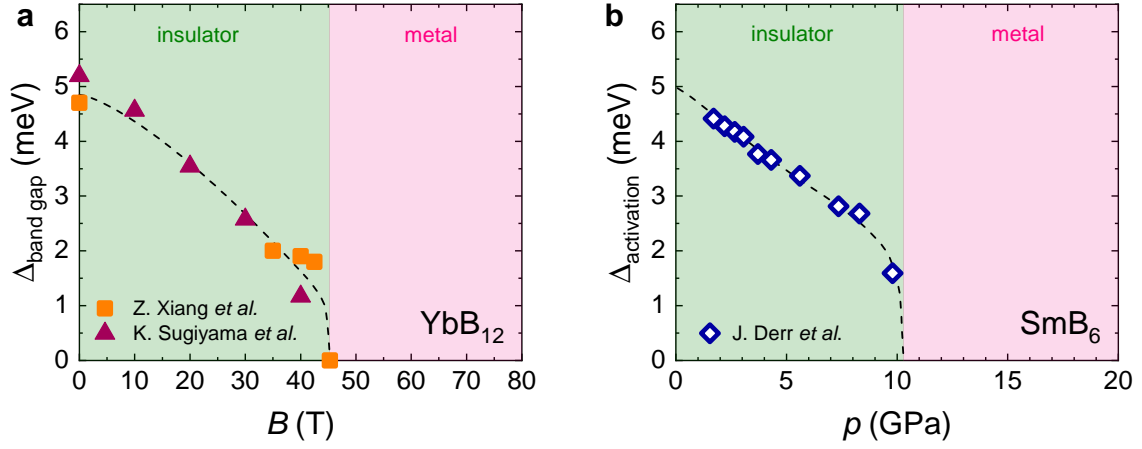 a
insulator
metal
6
5
4
3
2
1
0
Δband gap (meV)
Z. Xiang et al.
K. Sugiyama et al.
YbB12
0 10 20 30 40 50 60 70 80
B (T)
b
insulator
metal
6
5
4
3
2
1
0
Δactivation (meV)
J. Derr et al.
SmB6
0 5 10 15 20
p (GPa)